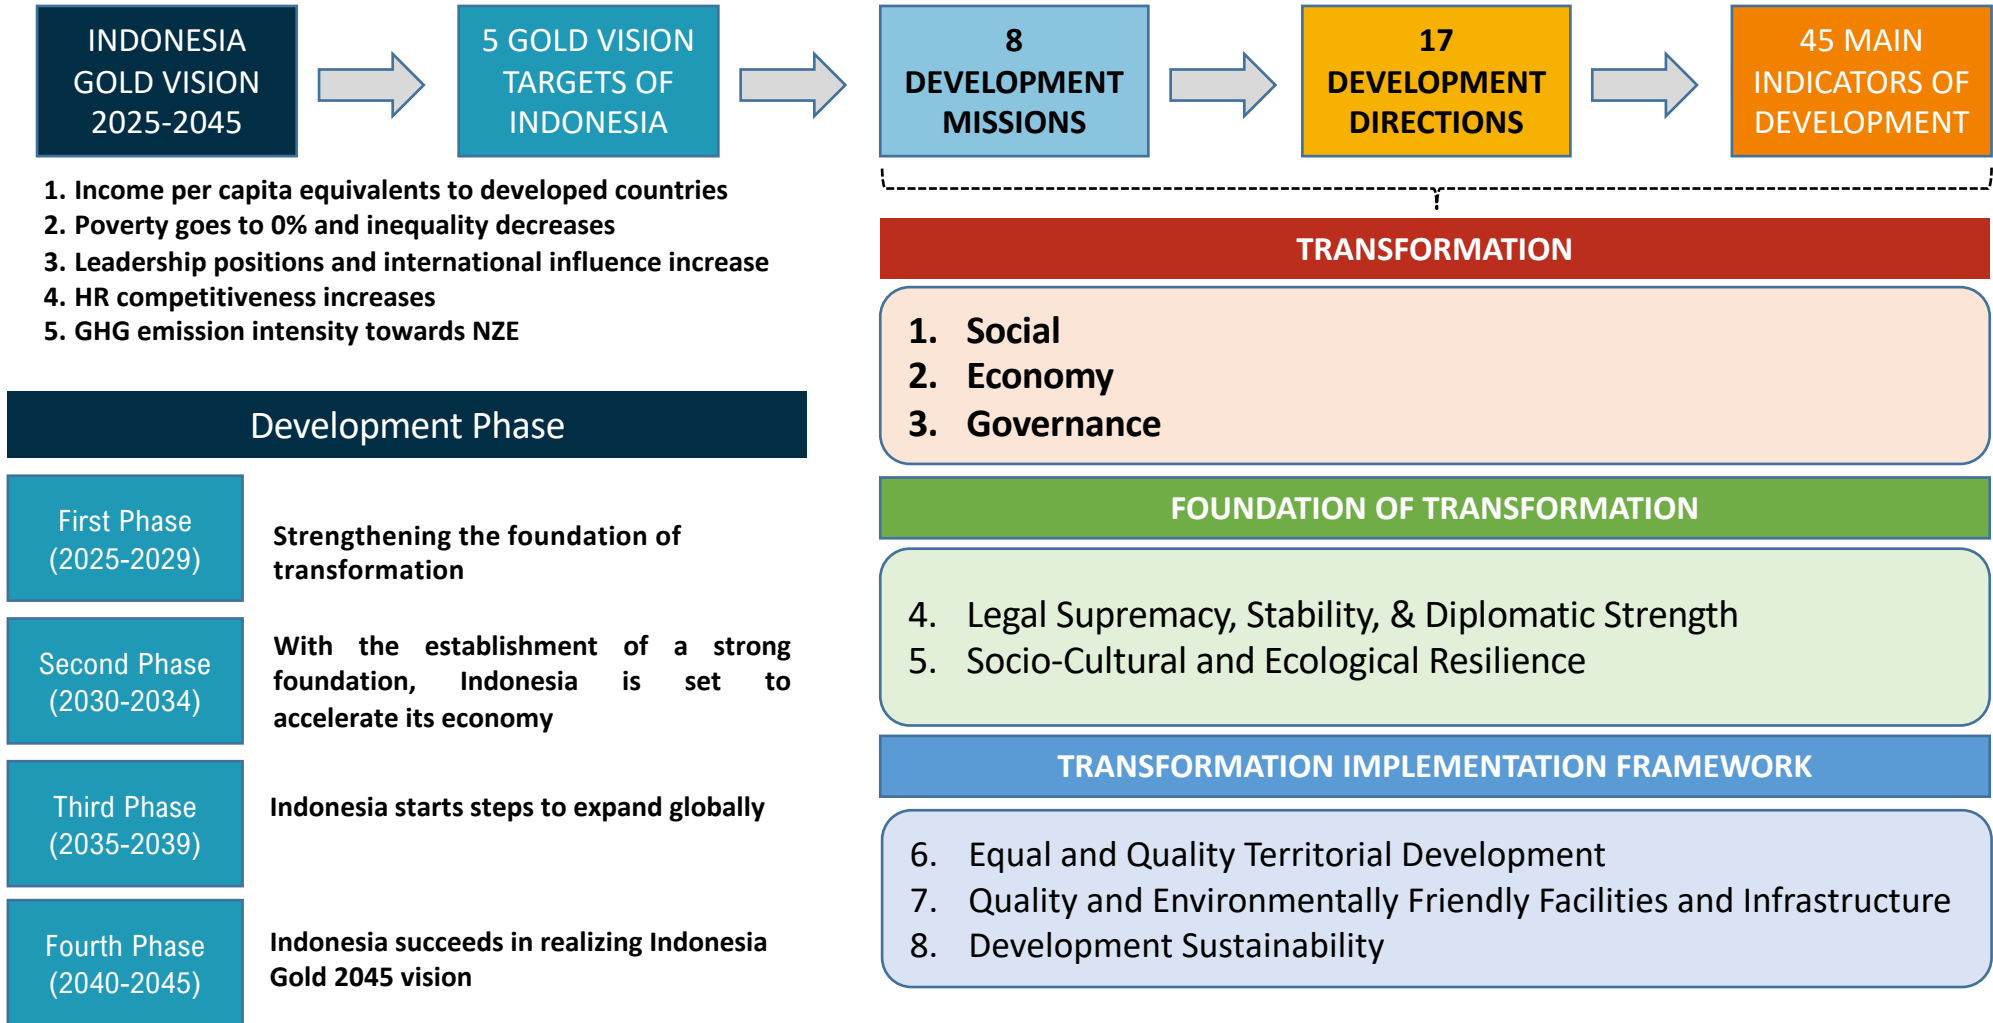 INDONESIA
GOLD VISION
2025-2045
5 GOLD VISION
TARGETS OF
INDONESIA
8
DEVELOPMENT
MISSIONS
17
DEVELOPMENT
DIRECTIONS
45 MAIN
INDICATORS OF
DEVELOPMENT
1. Income per capita equivalents to developed countries
2. Poverty goes to 0% and inequality decreases
3. Leadership positions and international influence increase
4. HR competitiveness increases
5. GHG emission intensity towards NZE
Development Phase
First Phase
(2025-2029)
Strengthening the foundation of
transformation
Second Phase
(2030-2034)
With the establishment of a strong
foundation, Indonesia is set to
accelerate its economy
Third Phase
(2035-2039)
Indonesia starts steps to expand globally
Fourth Phase
(2040-2045)
Indonesia succeeds in realizing Indonesia
Gold 2045 vision
TRANSFORMATION
1. Social
2. Economy
3. Governance
FOUNDATION OF TRANSFORMATION
4. Legal Supremacy, Stability, & Diplomatic Strength
5. Socio-Cultural and Ecological Resilience
TRANSFORMATION IMPLEMENTATION FRAMEWORK
6. Equal and Quality Territorial Development
7. Quality and Environmentally Friendly Facilities and Infrastructure
8. Development Sustainability